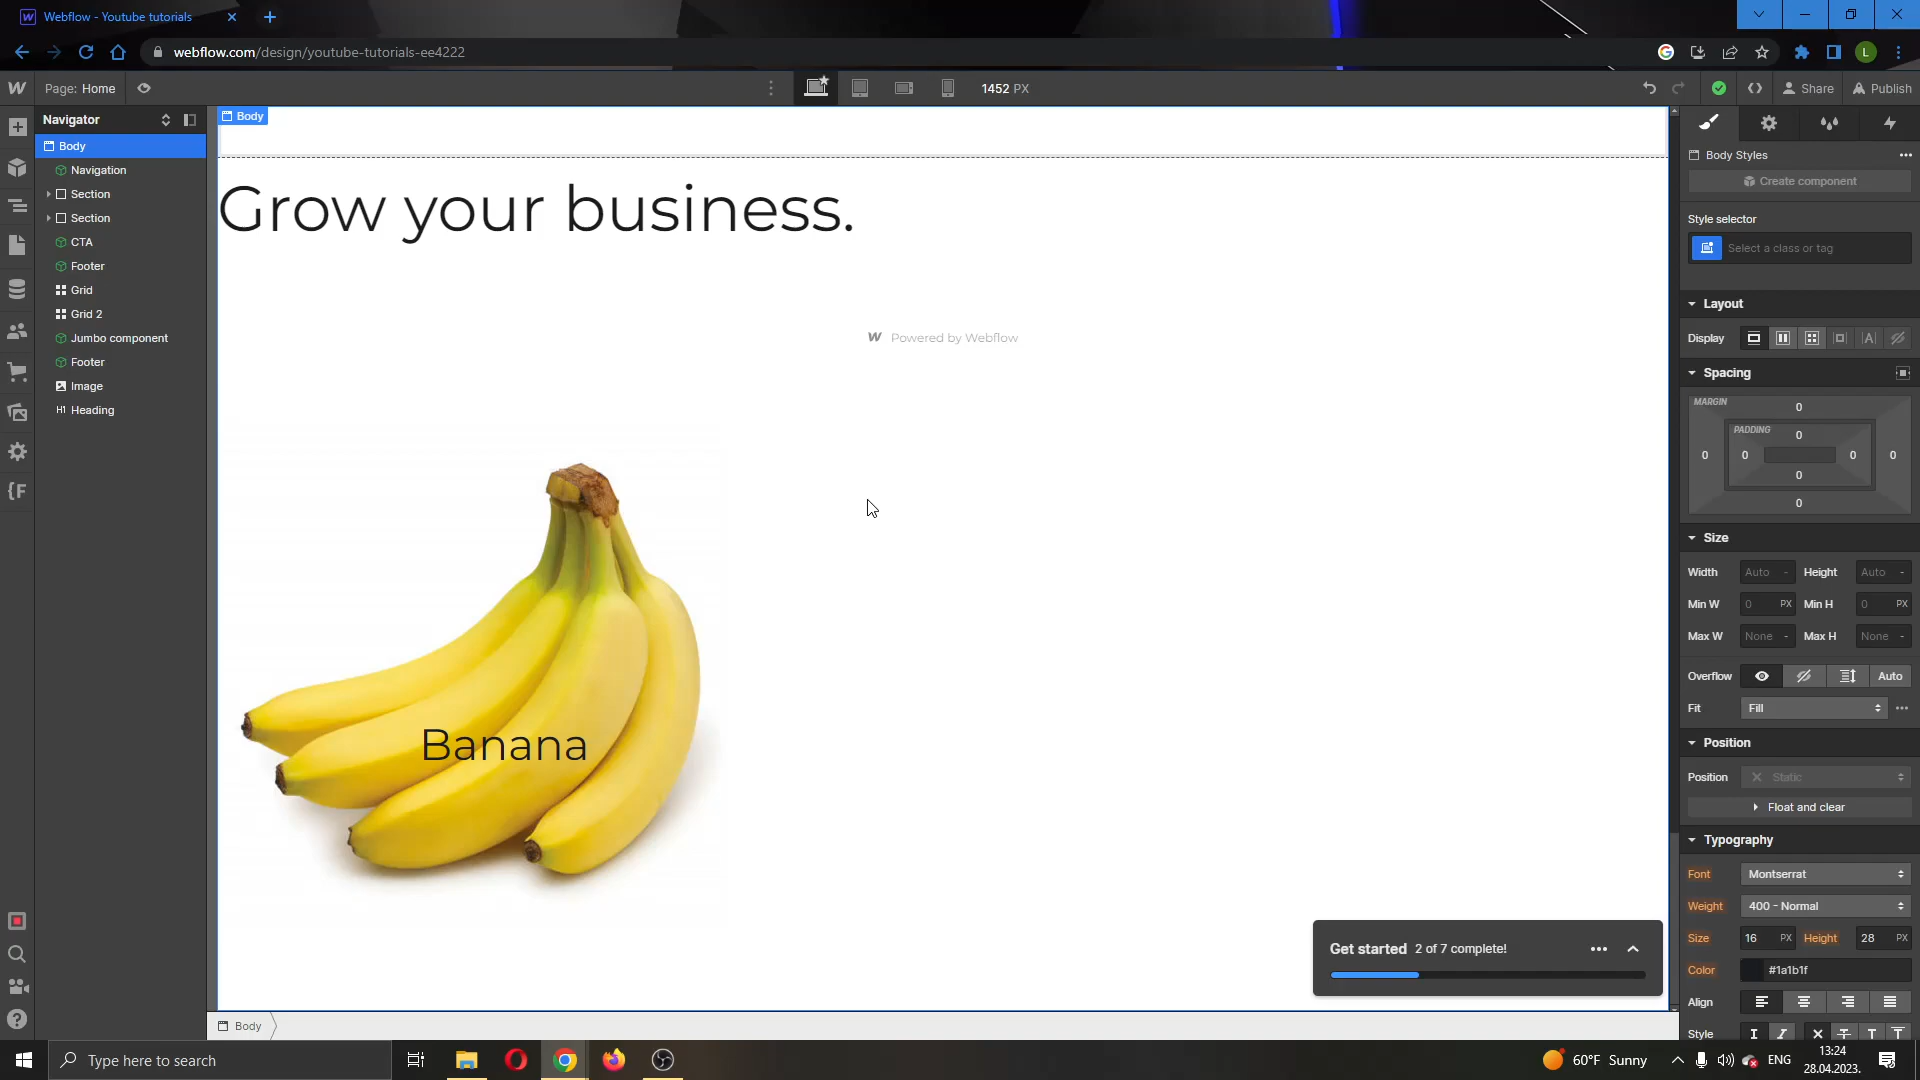 Webflow - Youtube tutorials
webflow.com/design/youtube-tutorials-ee4222
L
Page: Home
1452 PX
Share
Publish
Navigator
Body
Navigation
Section
Section
CTA
Footer
Grid
Grid 2
Jumbo component
Footer
Image
H1 Heading
Body
Grow your business.
Powered by Webflow
Banana
Get started 2 of 7 complete!
Body
Body Styles
Create component
Style selector
Select a class or tag
Layout
Display
Spacing
MARGIN
0
PADDING
0
0 0 0 0
0
0
Size
Width Auto - Height Auto -
Min W 0 PX Min H 0 PX
Max W None - Max H None -
Overflow Auto
Fit Fill
Position
Position Static
Float and clear
Typography
Font Montserrat
Weight 400 - Normal
Size 16 PX Height 28 PX
Color #1a1b1f
Align
Style
Type here to search
60°F Sunny
ENG
13:24
28.04.2023.